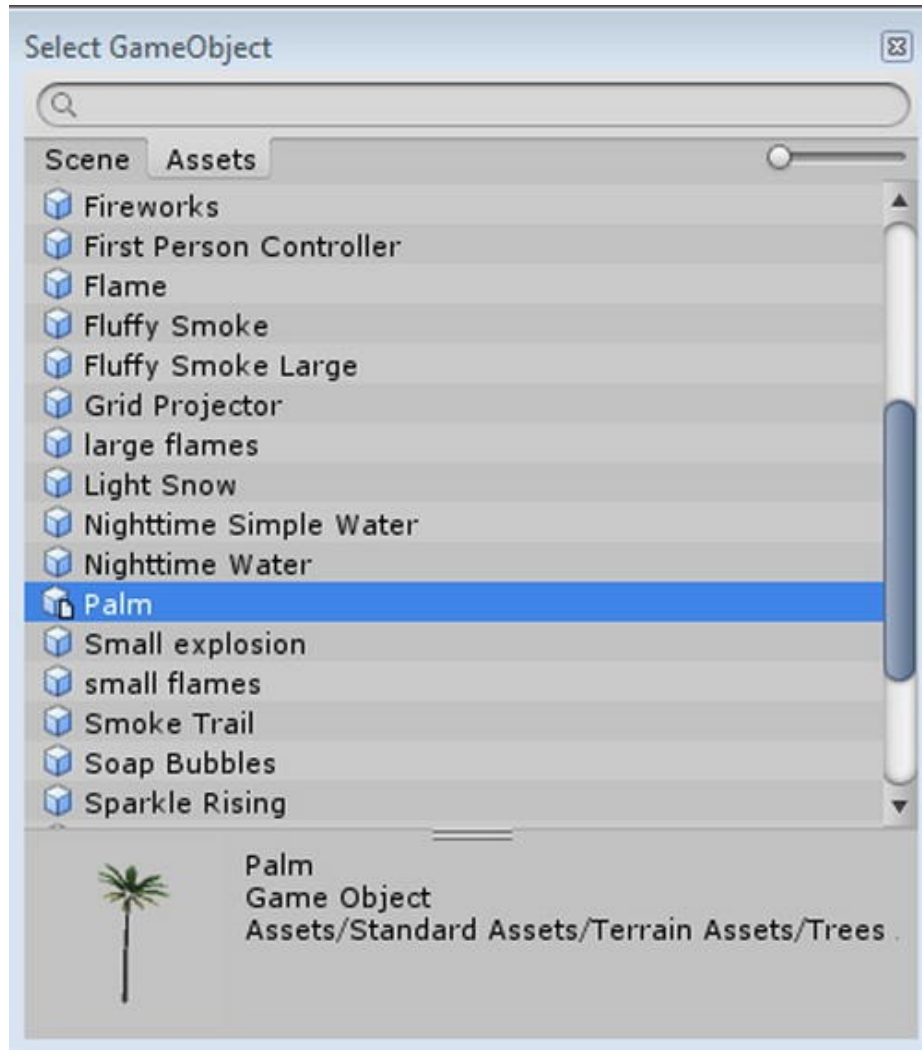 Select GameObject
Scene Assets
Fireworks
First Person Controller
Flame
Fluffy Smoke
Fluffy Smoke Large
Grid Projector
large flames
Light Snow
Nighttime Simple Water
Nighttime Water
Palm
Small explosion
small flames
Smoke Trail
Soap Bubbles
Sparkle Rising
Palm
Game Object
Assets/Standard Assets/Terrain Assets/Trees .